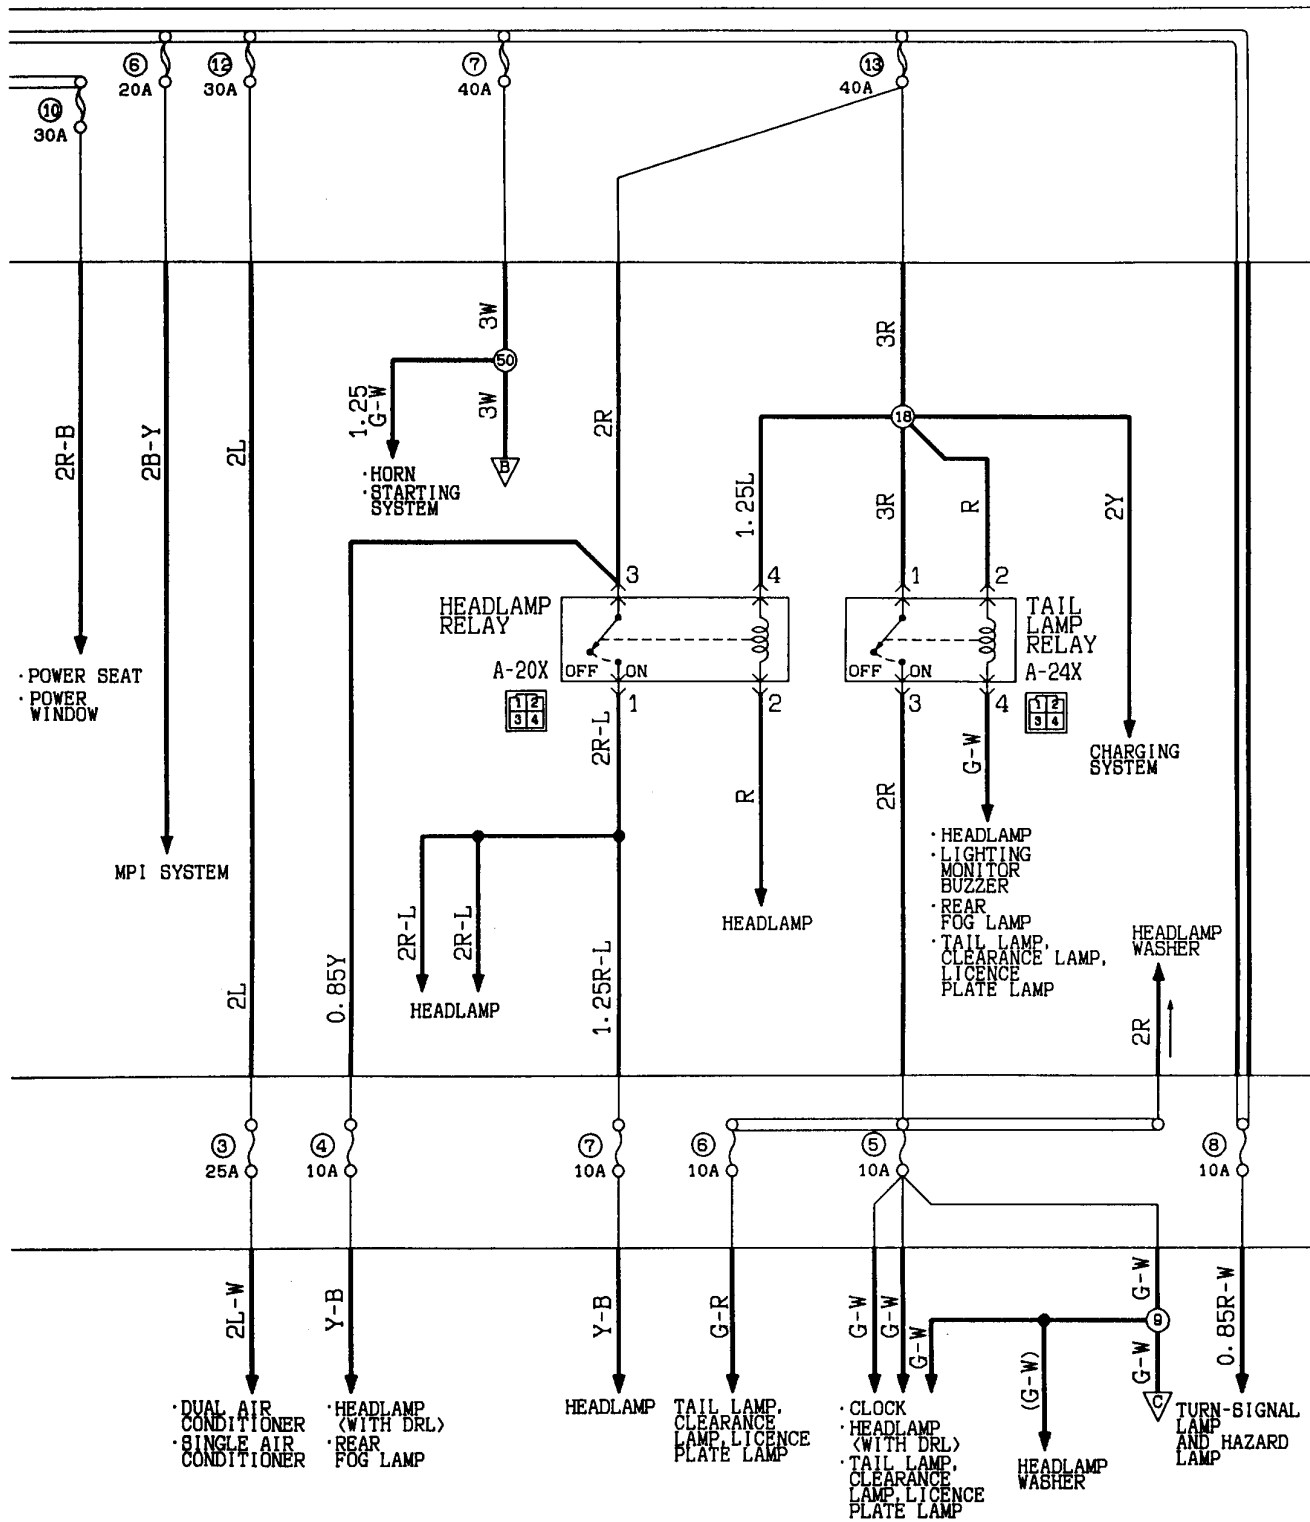 6
20A
12
30A
7
40A
13
40A
10
30A
3W
50
3W
1.25
G-W
B
·HORN
·STARTING
SYSTEM
2R-B
2B-Y
2L
2R
3R
18
1.25L
3R
R
2Y
3
4
1
2
HEADLAMP
RELAY
A-20X
OFF
ON
1 2
3 4
1
2
TAIL
LAMP
RELAY
A-24X
OFF
ON
1 2
3 4
3
4
·POWER SEAT
·POWER
WINDOW
2R-L
R
2R
G-W
CHARGING
SYSTEM
MPI SYSTEM
2R-L
2R-L
HEADLAMP
HEADLAMP
·HEADLAMP
·LIGHTING
MONITOR
BUZZER
·REAR
FOG LAMP
·TAIL LAMP,
CLEARANCE LAMP,
LICENCE
PLATE LAMP
HEADLAMP
WASHER
2L
0.85Y
1.25R-L
2R
3
25A
4
10A
7
10A
6
10A
5
10A
8
10A
2L-W
Y-B
Y-B
G-R
G-W
G-W
G-W
(G-W)
G-W
9
G-W
C
0.85R-W
·DUAL AIR
CONDITIONER
·SINGLE AIR
CONDITIONER
·HEADLAMP
<WITH DRL>
·REAR
FOG LAMP
HEADLAMP
TAIL LAMP,
CLEARANCE
LAMP, LICENCE
PLATE LAMP
·CLOCK
·HEADLAMP
<WITH DRL>
·TAIL LAMP,
CLEARANCE
LAMP, LICENCE
PLATE LAMP
HEADLAMP
WASHER
TURN-SIGNAL
LAMP
AND HAZARD
LAMP